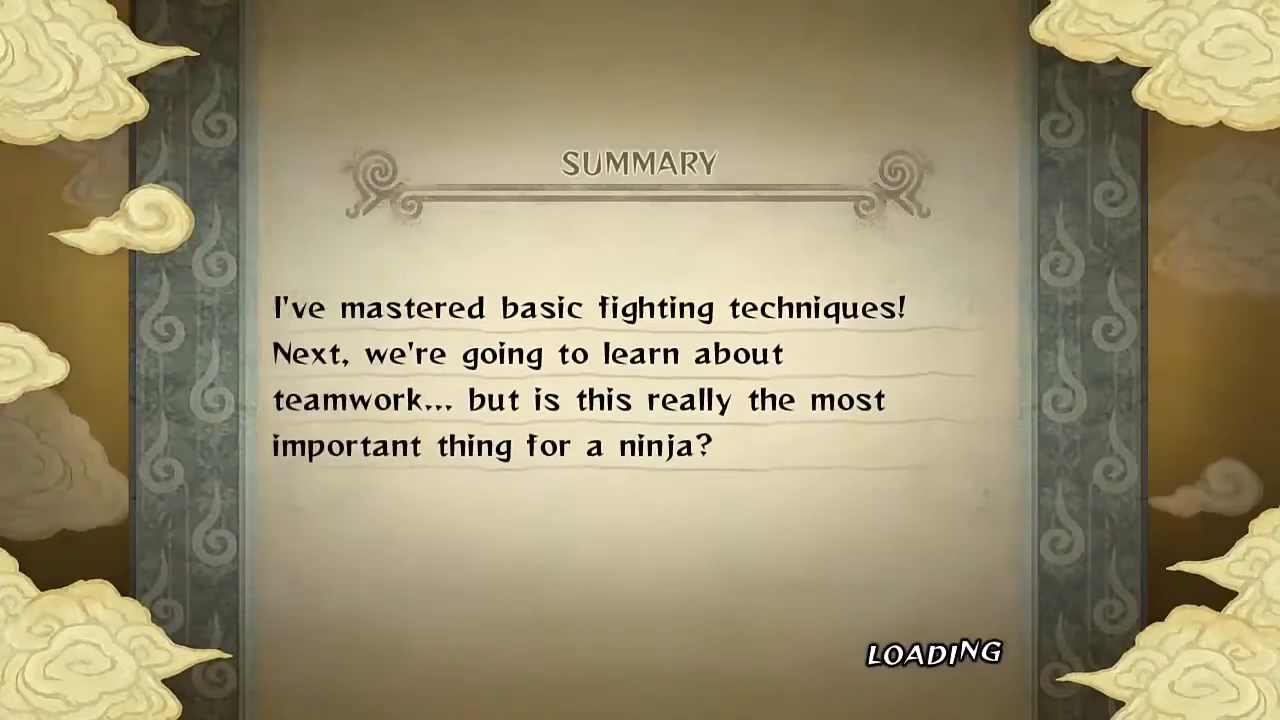 SUMMARY
I've mastered basic fighting techniques!
Next, we're going to learn about
teamwork... but is this really the most
important thing for a ninja?
LOADING